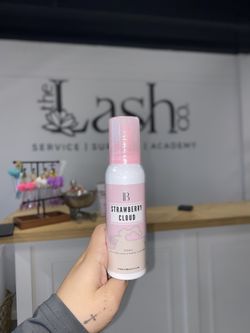 the
Lash
co
SERVICE | SUPPLY | ACADEMY
B
STRAWBERRY
CLOUD